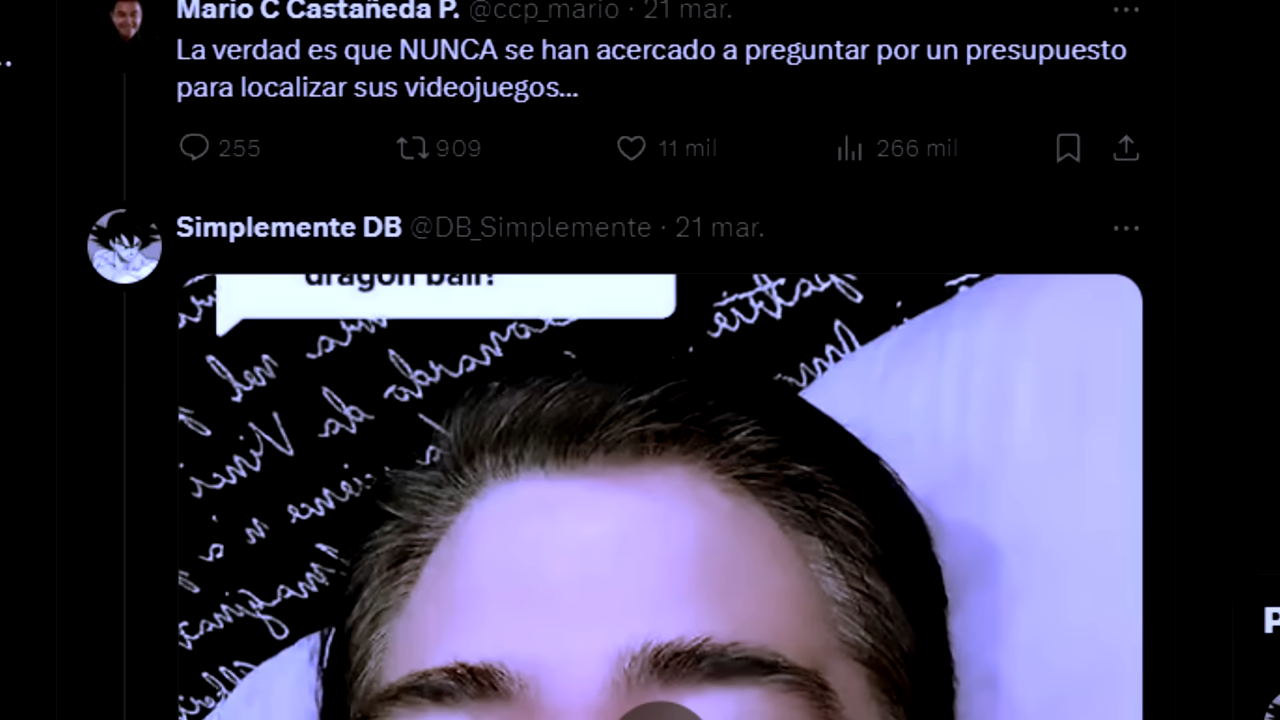 Mario C Castañeda P. @ccp_mario · 21 mar.
La verdad es que NUNCA se han acercado a preguntar por un presupuesto
para localizar sus videojuegos...
255 909 11 mil 266 mil
Simplemente DB @DB_Simplemente · 21 mar.
dragon ball?